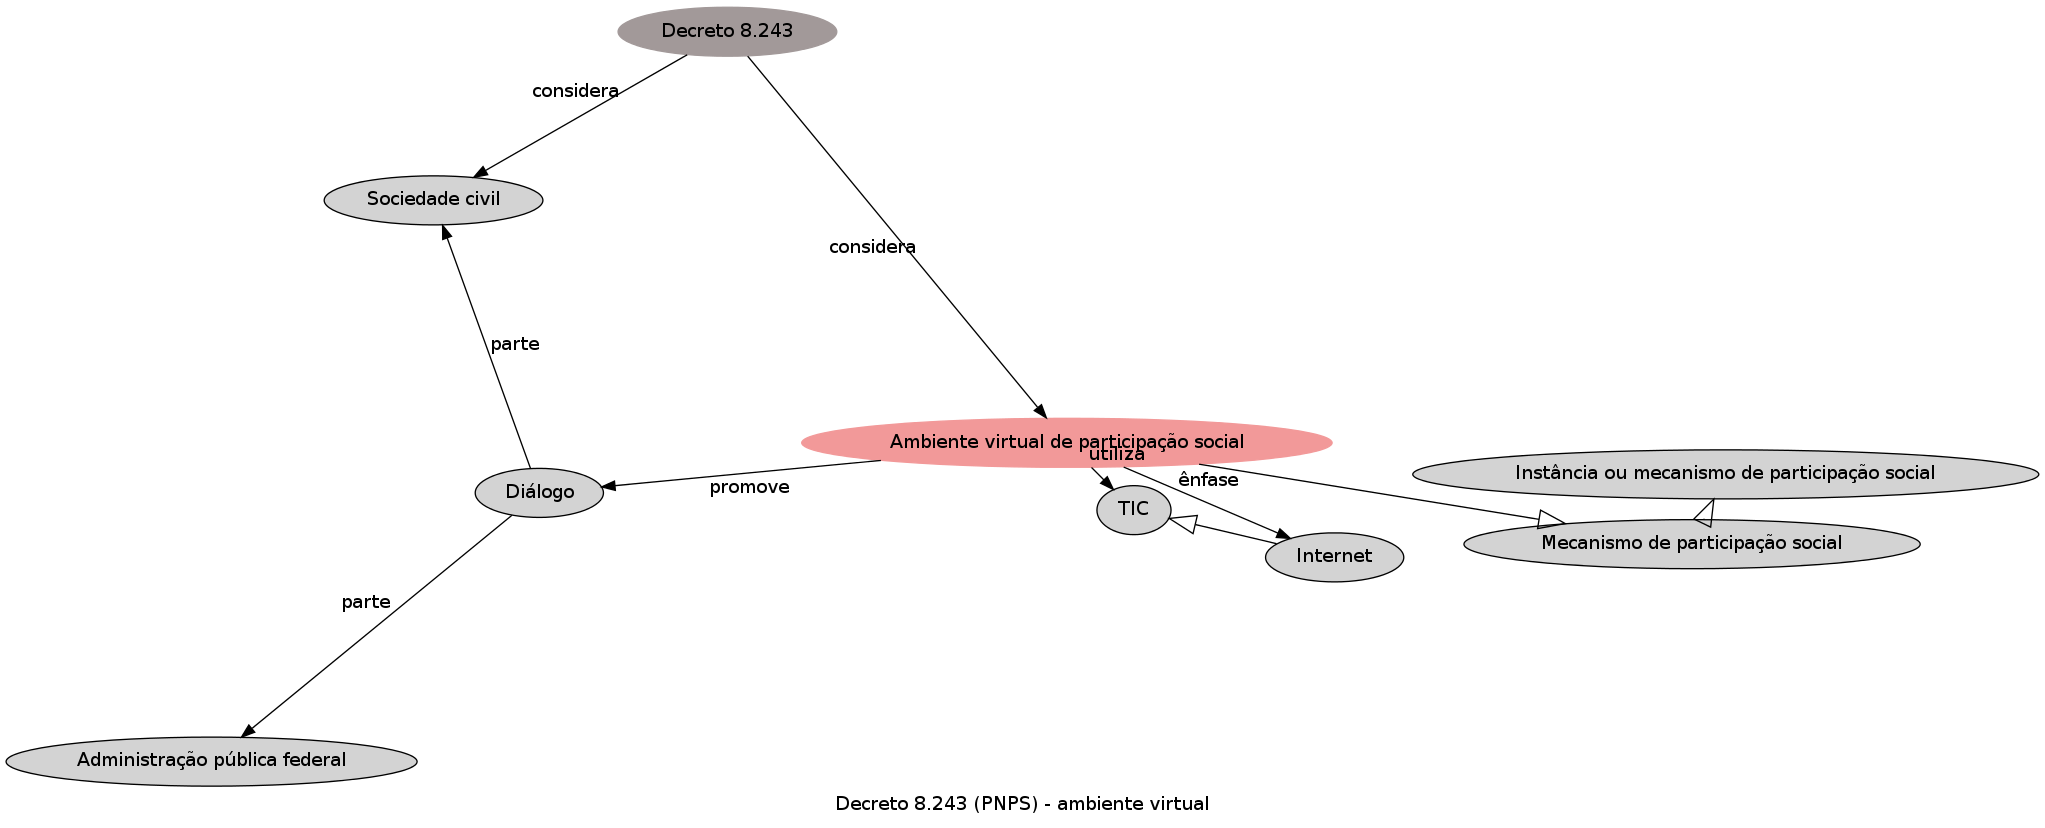 Decreto 8.243
considera
Sociedade civil
considera
parte
Ambiente virtual de participação social
utiliza
Instância ou mecanismo de participação social
ênfase
promove
Diálogo
TIC
Mecanismo de participação social
Internet
parte
Administração pública federal
Decreto 8.243 (PNPS) - ambiente virtual